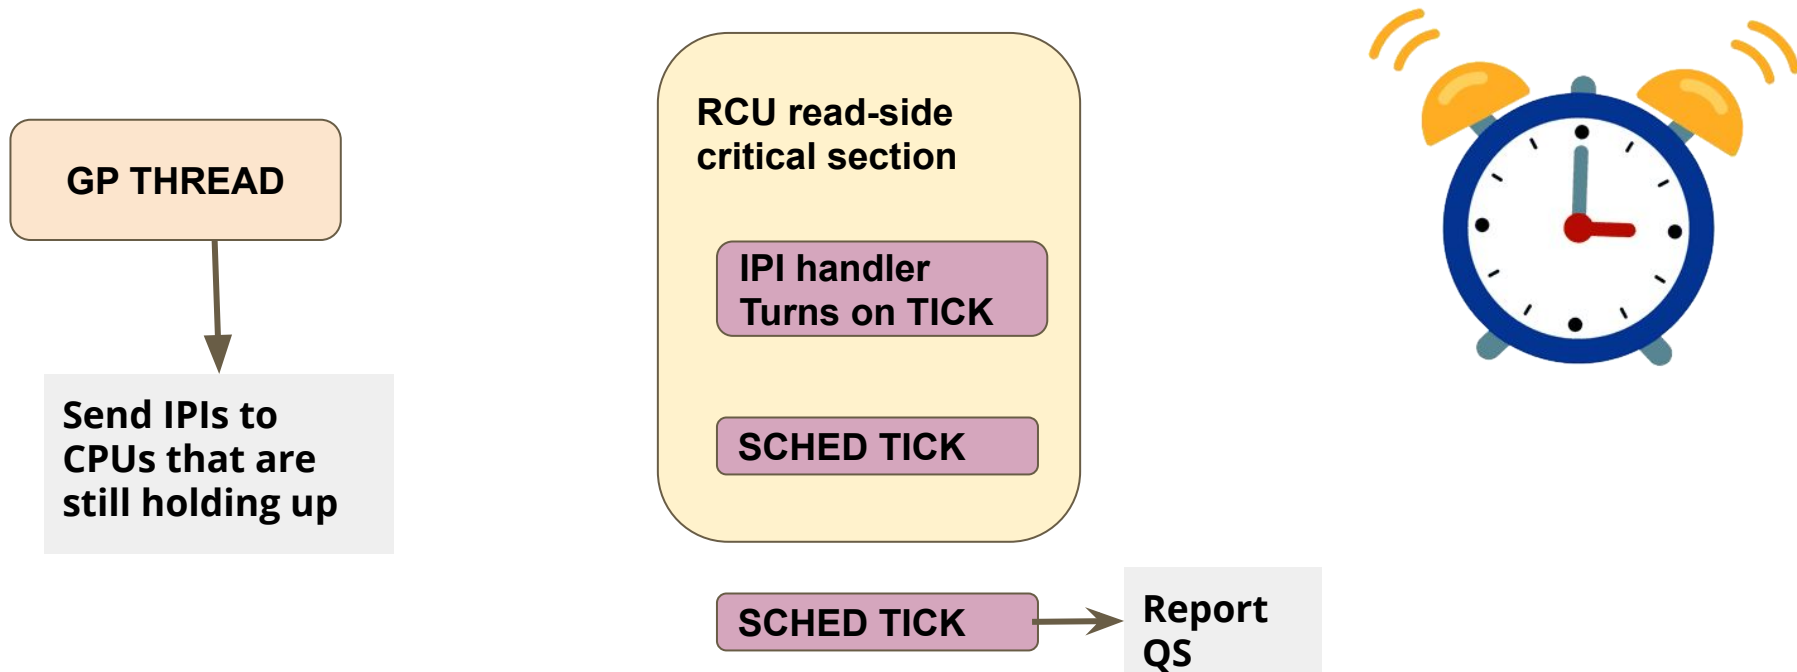 GP THREAD
Send IPIs to
CPUs that are
still holding up
RCU read-side
critical section
IPI handler
Turns on TICK
SCHED TICK
SCHED TICK
Report
QS